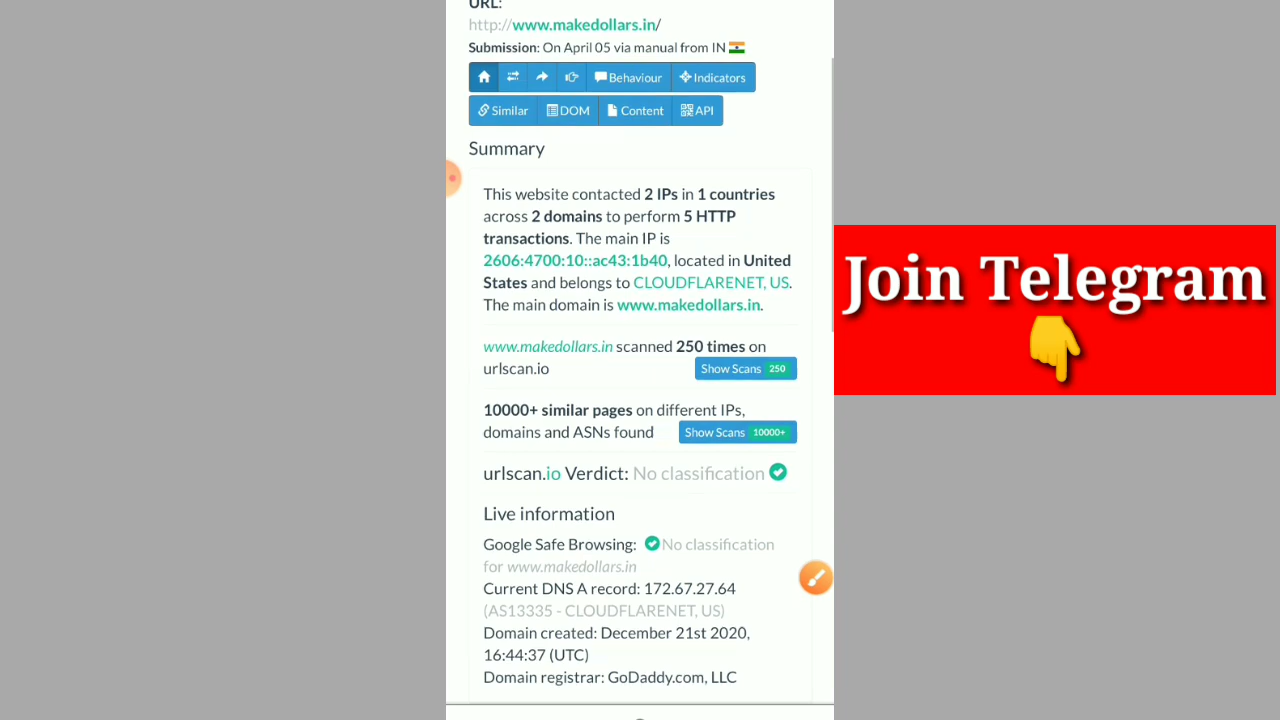 URL:
http://www.makedollars.in/
Submission: On April 05 via manual from IN
Behaviour
Indicators
Similar
DOM
Content
API
Summary
This website contacted 2 IPs in 1 countries
across 2 domains to perform 5 HTTP
transactions. The main IP is
2606:4700:10::ac43:1b40, located in United
States and belongs to CLOUDFLARENET, US.
The main domain is www.makedollars.in.
www.makedollars.in scanned 250 times on
urlscan.io
Show Scans 250
10000+ similar pages on different IPs,
domains and ASNs found
Show Scans 10000+
urlscan.io Verdict: No classification
Live information
Google Safe Browsing: No classification
for www.makedollars.in
Current DNS A record: 172.67.27.64
(AS13335 - CLOUDFLARENET, US)
Domain created: December 21st 2020,
16:44:37 (UTC)
Domain registrar: GoDaddy.com, LLC
Join Telegram